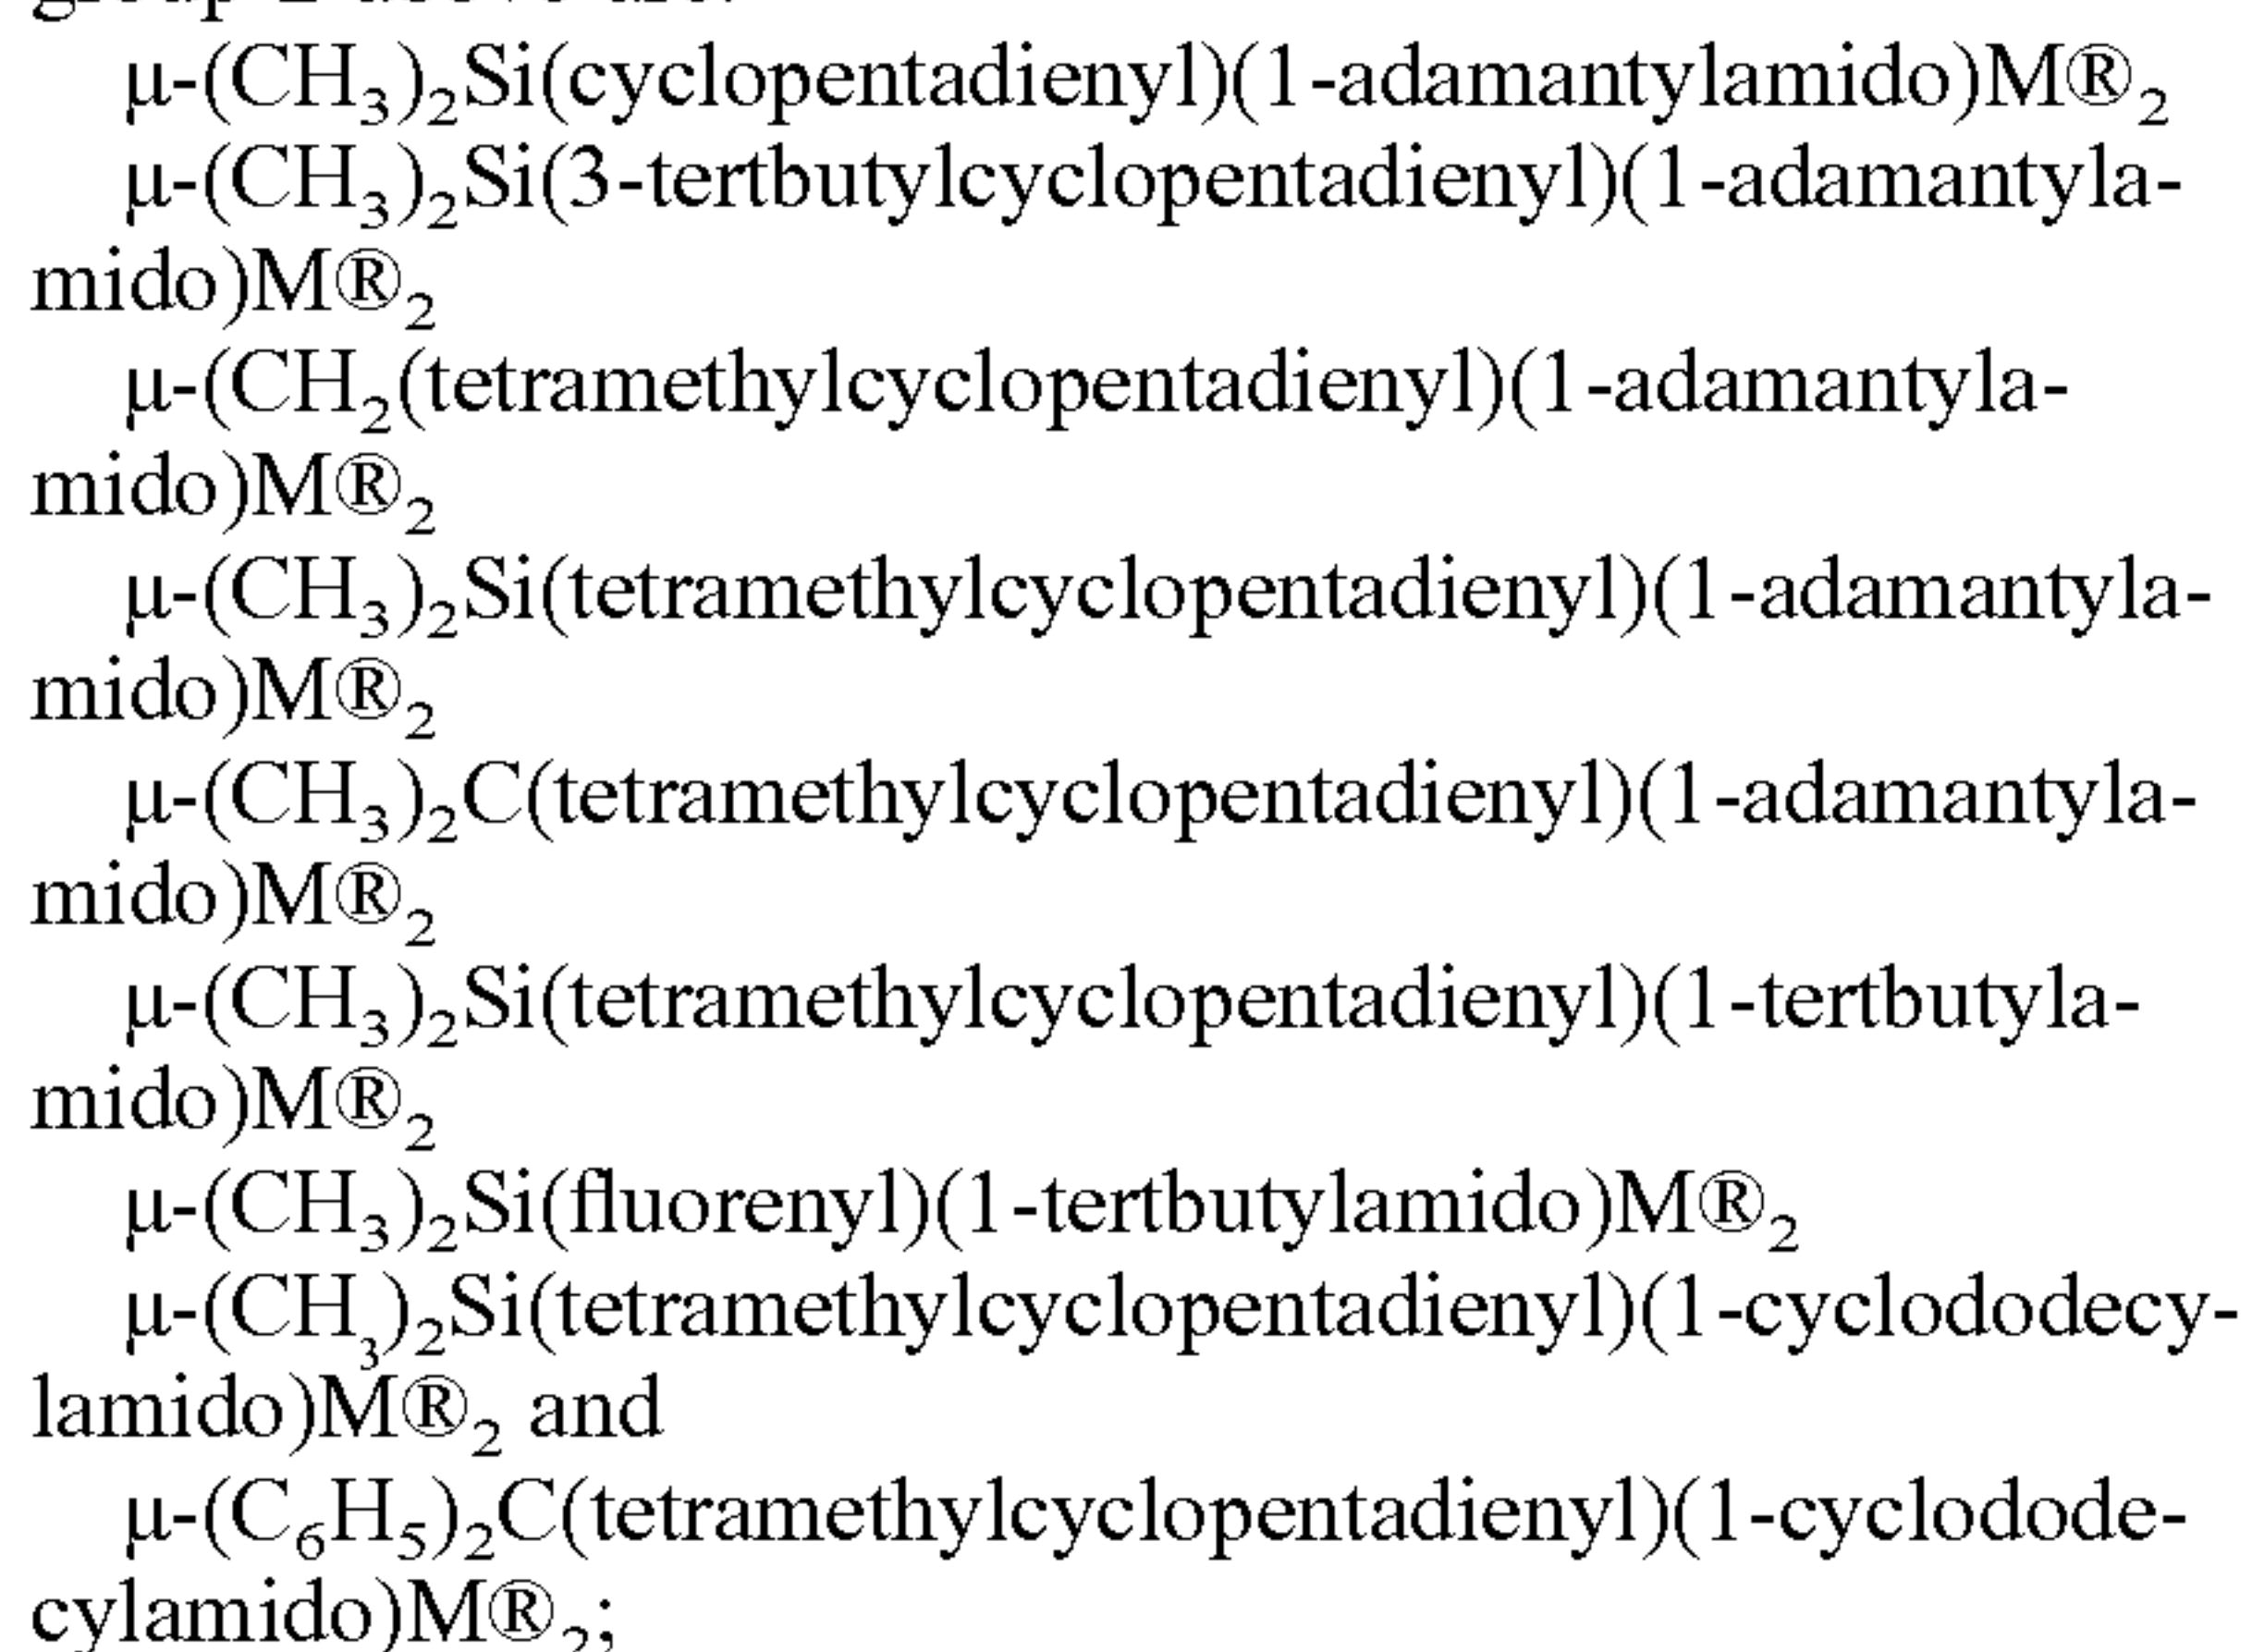 μ-(CH₃)₂Si(cyclopentadienyl)(1-adamantylamido)M®₂
μ-(CH₃)₂Si(3-tertbutylcyclopentadienyl)(1-adamantyla-
mido)M®₂
μ-(CH₂(tetramethylcyclopentadienyl)(1-adamantyla-
mido)M®₂
μ-(CH₃)₂Si(tetramethylcyclopentadienyl)(1-adamantyla-
mido)M®₂
μ-(CH₃)₂C(tetramethylcyclopentadienyl)(1-adamantyla-
mido)M®₂
μ-(CH₃)₂Si(tetramethylcyclopentadienyl)(1-tertbutyla-
mido)M®₂
μ-(CH₃)₂Si(fluorenyl)(1-tertbutylamido)M®₂
μ-(CH₃)₂Si(tetramethylcyclopentadienyl)(1-cyclododecy-
lamido)M®₂ and
μ-(C₆H₅)₂C(tetramethylcyclopentadienyl)(1-cyclodode-
cylamido)M®₂;